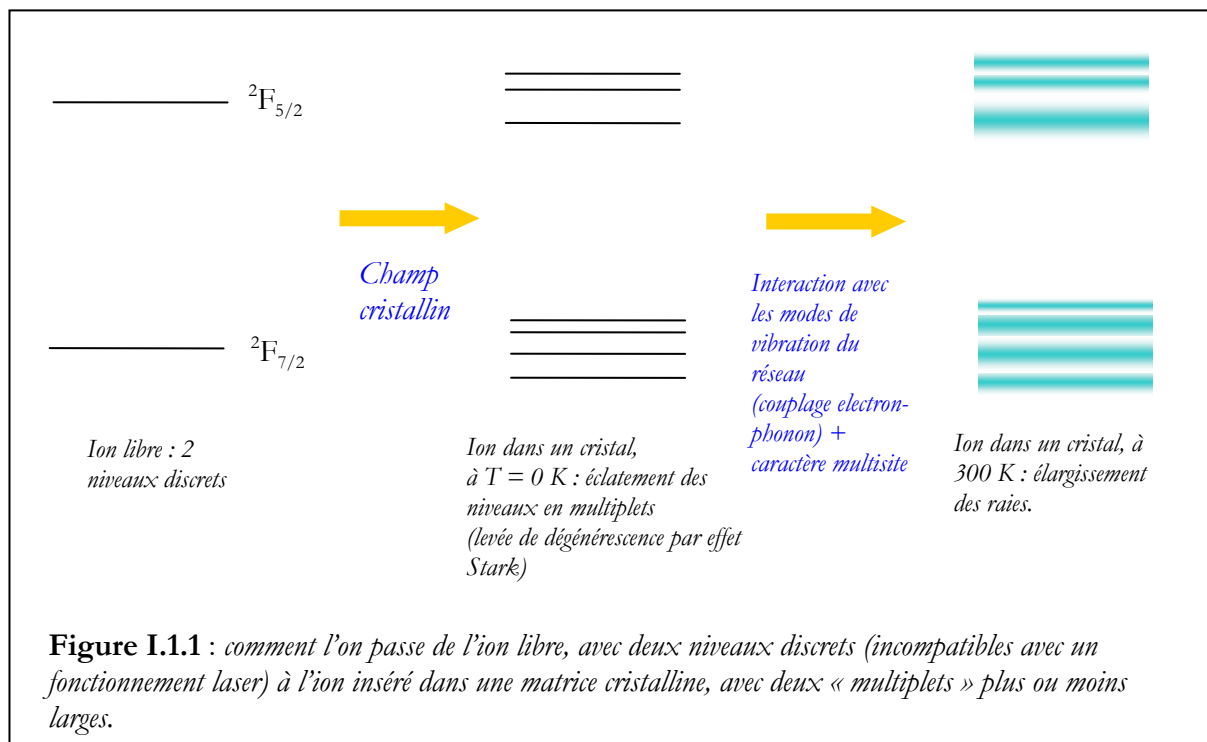 ²F₅/₂
Champ
cristallin
Interaction avec
les modes de
vibration du
réseau
(couplage electron-
phonon) +
caractère multisite
²F₇/₂
Ion libre : 2
niveaux discrets
Ion dans un cristal,
à T = 0 K : éclatement des
niveaux en multiplets
(levée de dégénérescence par effet
Stark)
Ion dans un cristal, à
300 K : élargissement
des raies.
Figure I.1.1 : comment l'on passe de l'ion libre, avec deux niveaux discrets (incompatibles avec un
fonctionnement laser) à l'ion inséré dans une matrice cristalline, avec deux « multiplets » plus ou moins
larges.